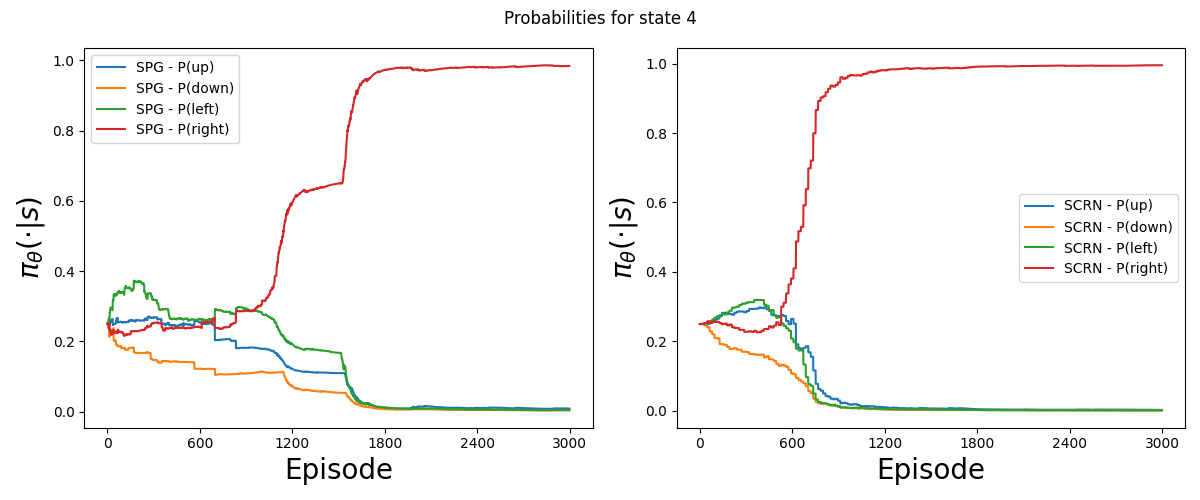 Probabilities for state 4
SPG - P(up)
SPG - P(down)
SPG - P(left)
SPG - P(right)
1.0
0.8
0.6
0.4
0.2
0.0
π_θ(·|s)
0
600
1200
1800
2400
3000
Episode
SCRN - P(up)
SCRN - P(down)
SCRN - P(left)
SCRN - P(right)
1.0
0.8
0.6
0.4
0.2
0.0
π_θ(·|s)
0
600
1200
1800
2400
3000
Episode